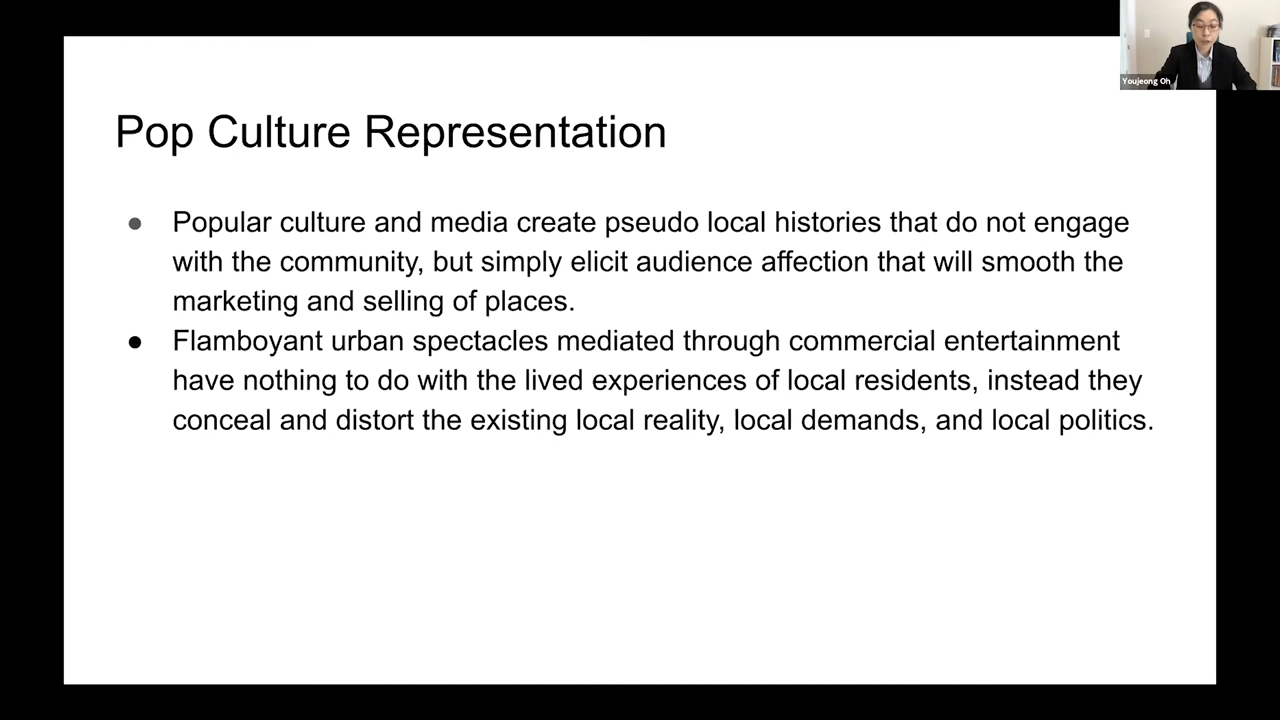 Youjeong Oh
Pop Culture Representation
● Popular culture and media create pseudo local histories that do not engage
with the community, but simply elicit audience affection that will smooth the
marketing and selling of places.
● Flamboyant urban spectacles mediated through commercial entertainment
have nothing to do with the lived experiences of local residents, instead they
conceal and distort the existing local reality, local demands, and local politics.